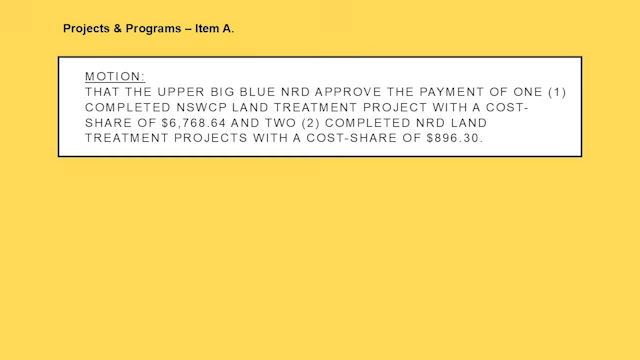 Projects & Programs – Item A.
MOTION:
THAT THE UPPER BIG BLUE NRD APPROVE THE PAYMENT OF ONE (1)
COMPLETED NSWCP LAND TREATMENT PROJECT WITH A COST-
SHARE OF $6,768.64 AND TWO (2) COMPLETED NRD LAND
TREATMENT PROJECTS WITH A COST-SHARE OF $896.30.